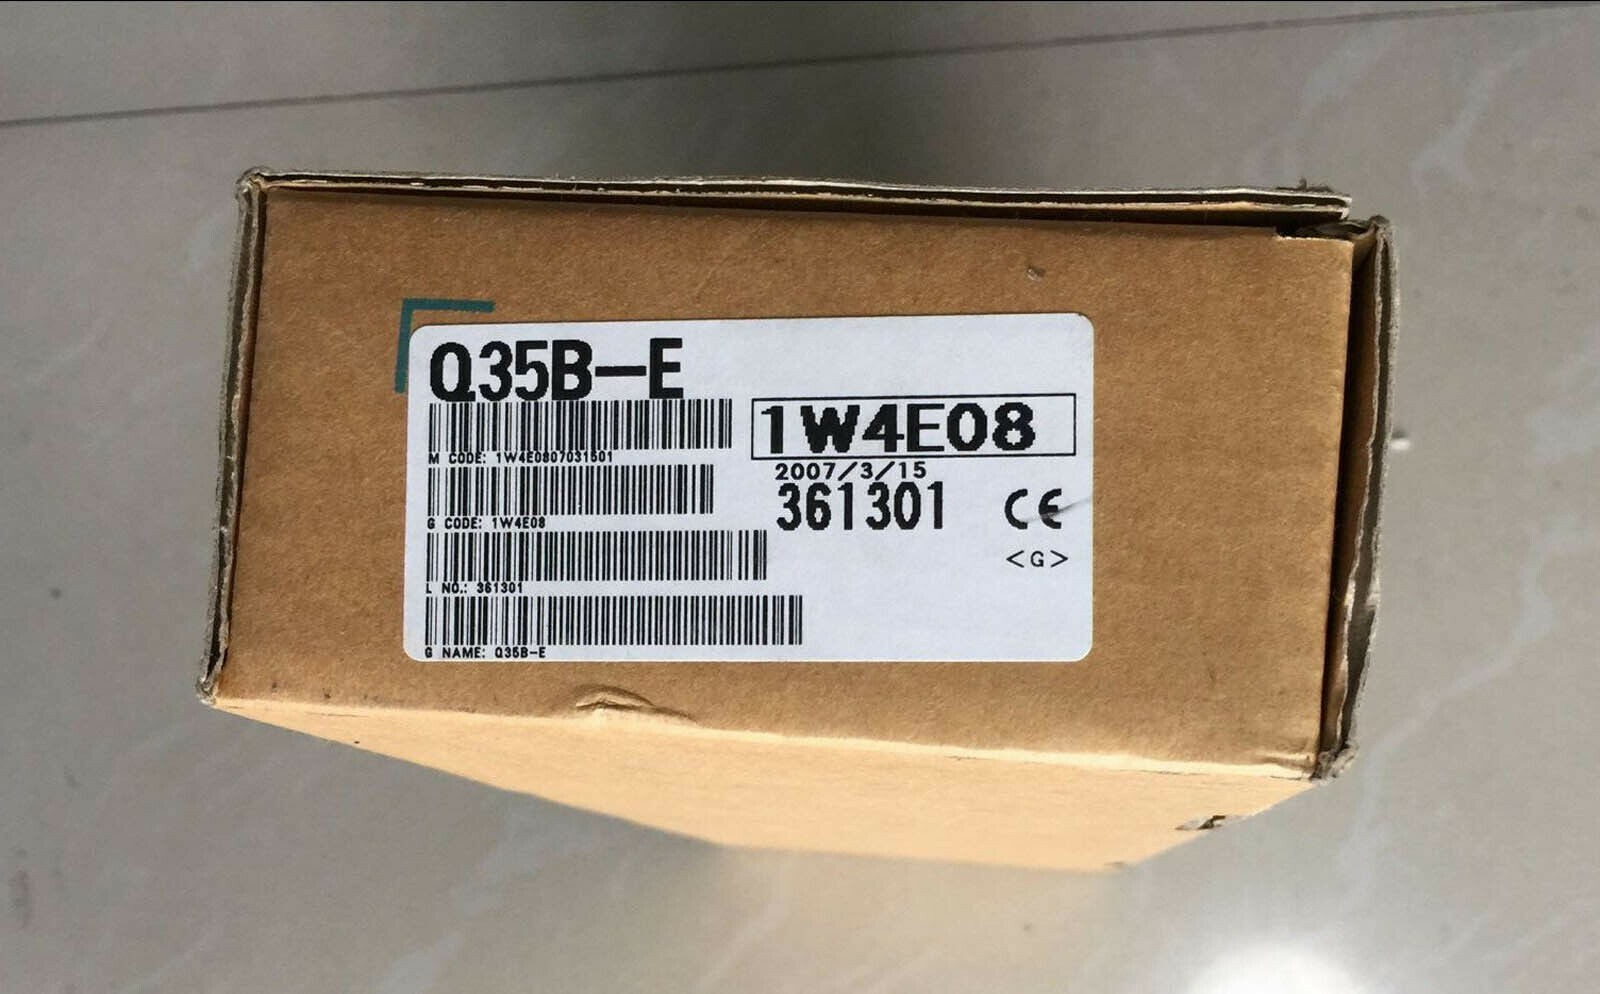 Q35B-E
1W4E08
M CODE: 1W4E0807031501
2007/3/15
361301
CE
G CODE: 1W4E08
<G>
L NO.: 361301
G NAME: Q35B-E